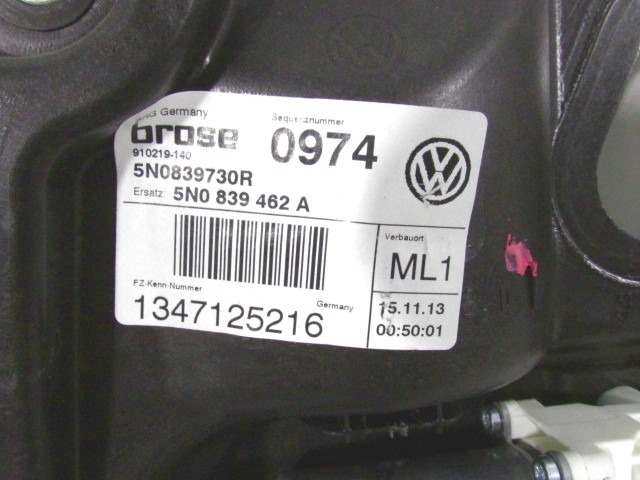 Germany
Sequenznummer
brose
0974
910219-140
5N0839730R
Ersatz: 5N0 839 462 A
Verbauort
ML1
FZ-Kenn-Nummer
Germany
15.11.13
1347125216
00:50:01